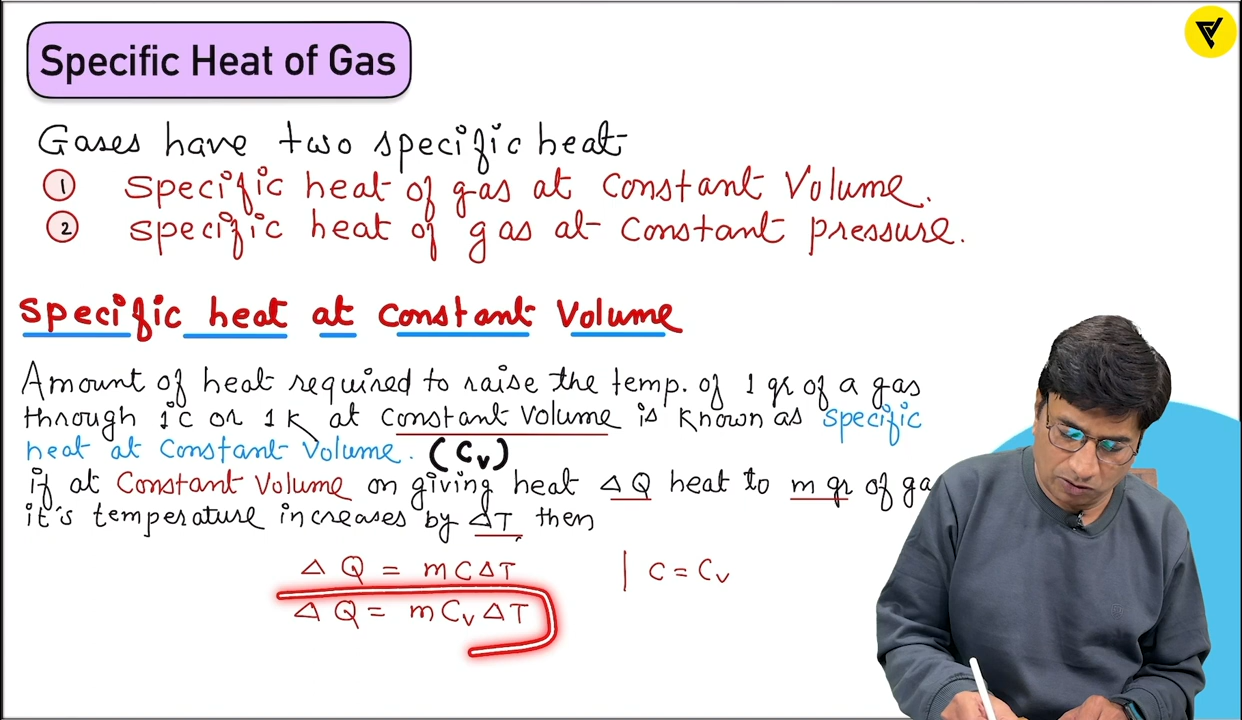 Specific Heat of Gas
Gases have two specific heat
① Specific heat of gas at Constant Volume.
② Specific heat of gas at Constant pressure.
Specific heat at Constant Volume
Amount of heat required to raise the temp. of 1 gr of a gas
through 1°C or 1 K at Constant Volume is known as Specific
heat at Constant Volume. (Cv)
if at Constant Volume on giving heat ΔQ heat to m gr of ga
it's temperature increases by ΔT then
ΔQ = mCΔT | C = Cv
ΔQ = mCvΔT